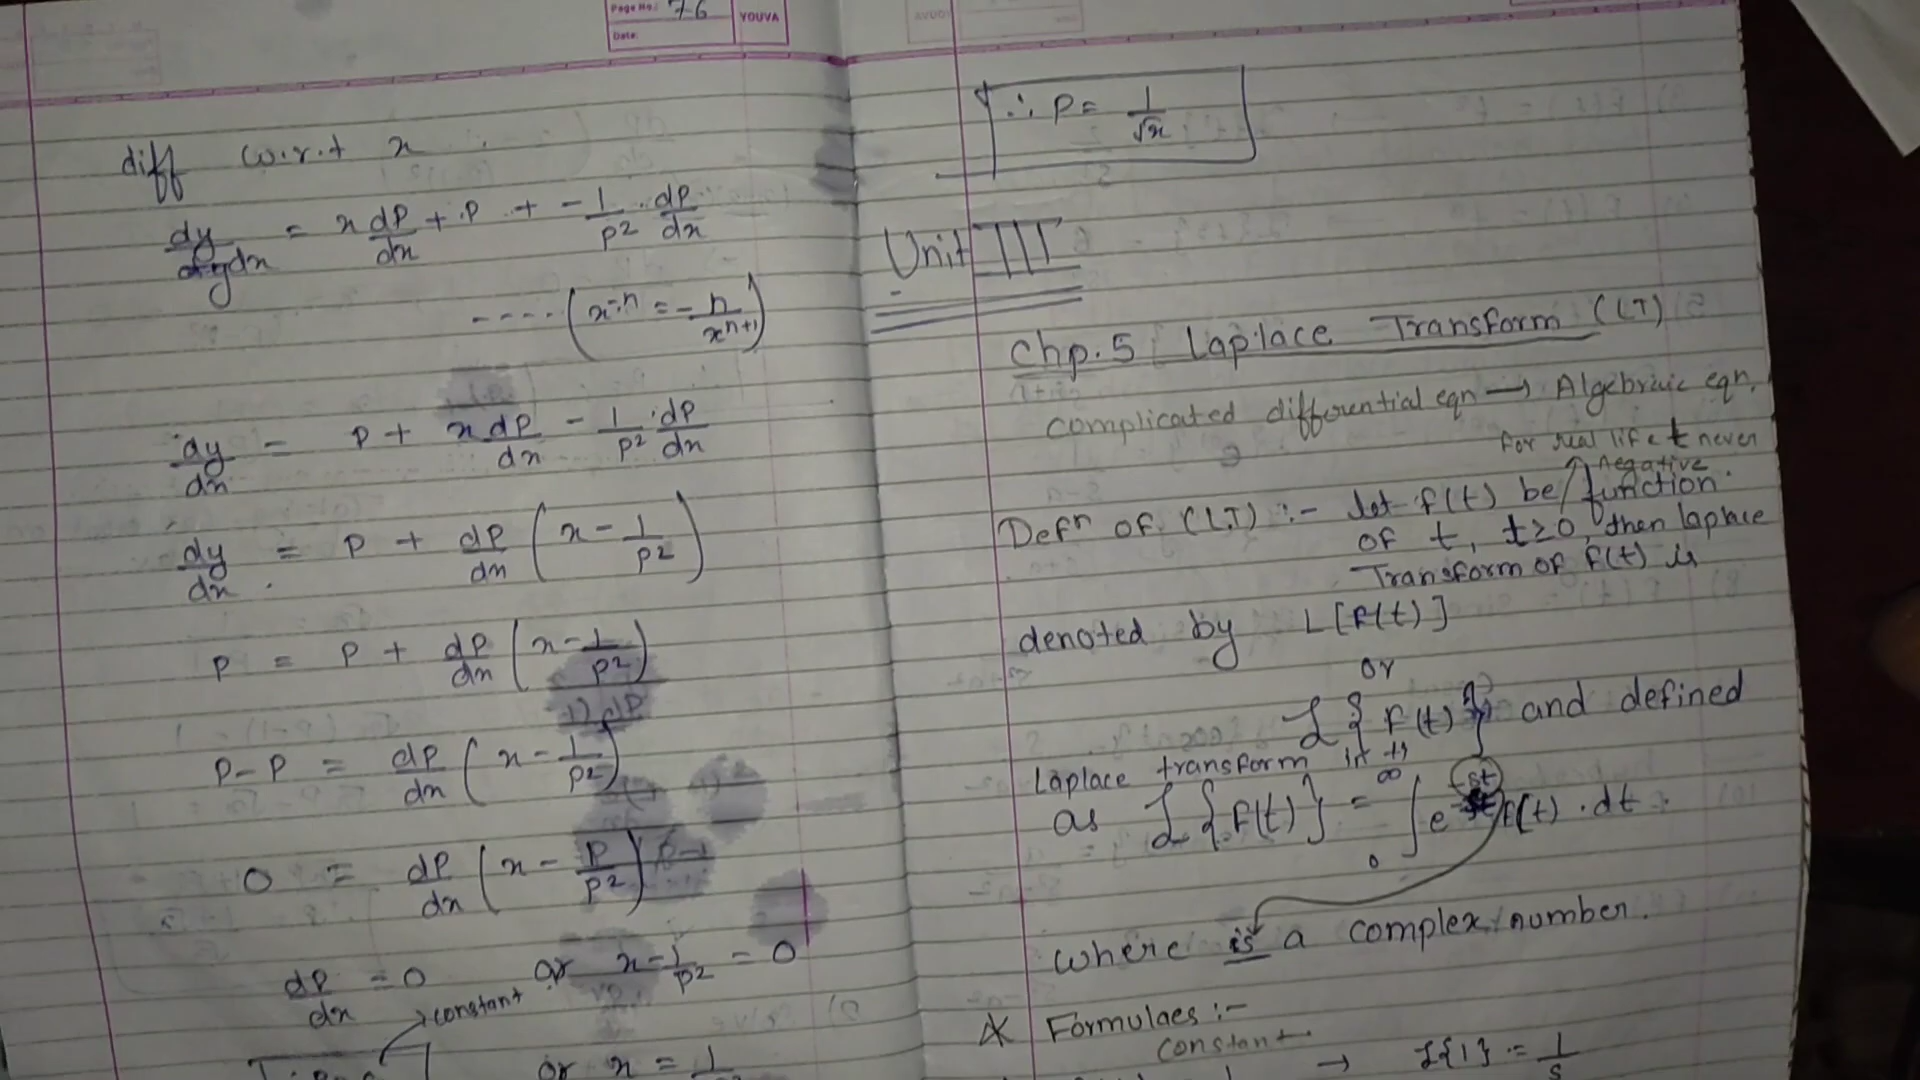 Page No.: 76
Date:
YOUVA
diff w.r.t x
dy/dx = x dP/dx + P + -1/P² . dP/dx
---- (x⁻ⁿ = -n/xⁿ⁺¹)
dy/dx = P + x dP/dx - 1/P² . dP/dx
dy/dx = P + dP/dx (x - 1/P²)
P = P + dP/dx (x - 1/P²)
P - P = dP/dx (x - 1/P²)
0 = dP/dx (x - P/P²)
dP/dx = 0 or x - 1/P² = 0
constant
or x = 1
∴ P = 1/√x
Unit III
Chp. 5 Laplace Transform (LT)
complicated differential eqn → Algebraic eqn.
for real life t never
negative
Defⁿ of (LT) :- Let f(t) be function
of t, t≥0, then laplace
Transform of f(t) is
denoted by L[f(t)]
or
L{f(t)} and defined
Laplace transform
as L{f(t)} = ∞∫0 e -st f(t) . dt
where is a complex number.
* Formulaes :-
constant
→ L{1} = 1/s